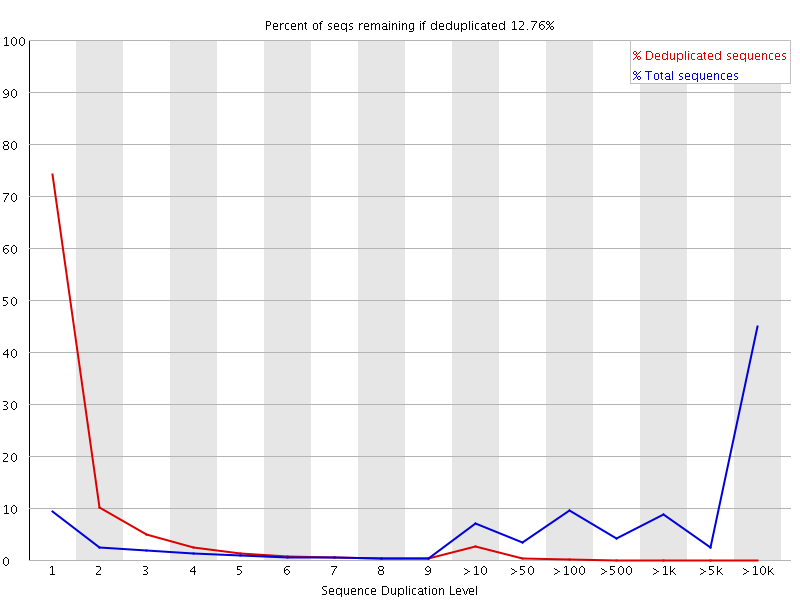 Percent of seqs remaining if deduplicated 12.76%
% Deduplicated sequences
% Total sequences
100
90
80
70
60
50
40
30
20
10
0
1 2 3 4 5 6 7 8 9 >10 >50 >100 >500 >1k >5k >10k
Sequence Duplication Level